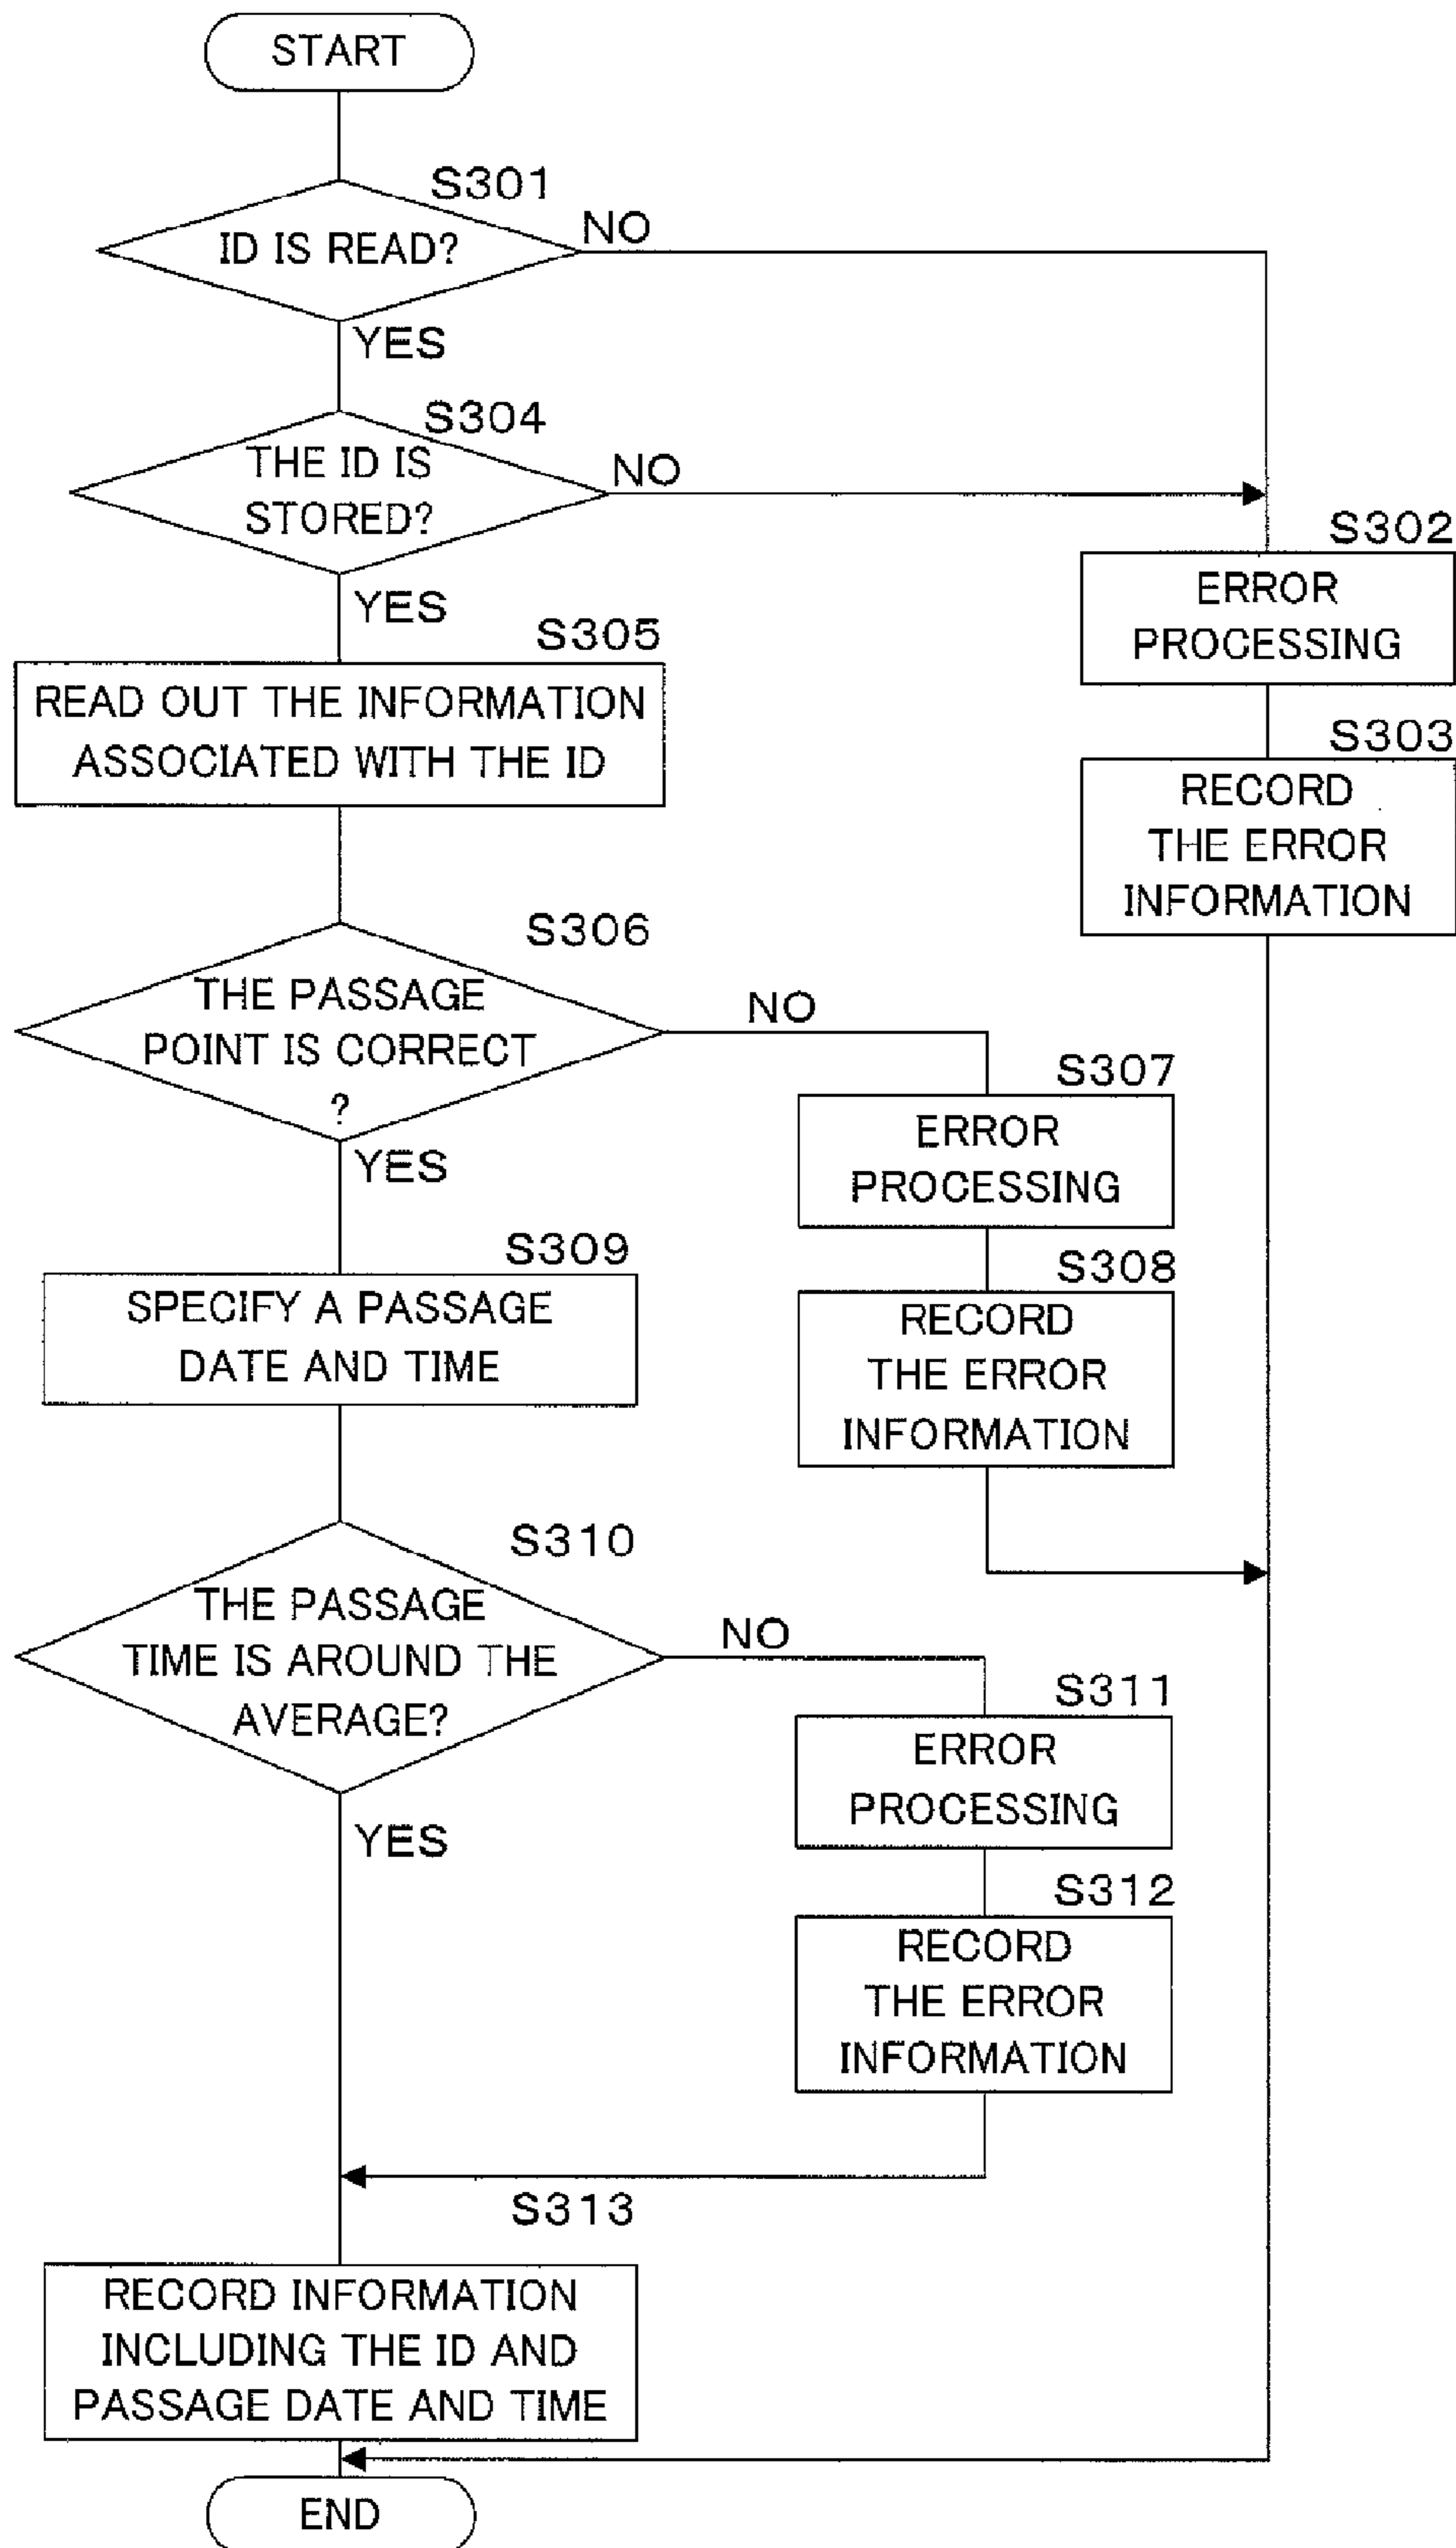 START
S301
ID IS READ?
NO
YES
S304
THE ID IS
STORED?
NO
YES
S302
ERROR
PROCESSING
S303
RECORD
THE ERROR
INFORMATION
S305
READ OUT THE INFORMATION
ASSOCIATED WITH THE ID
S306
THE PASSAGE
POINT IS CORRECT
?
NO
YES
S307
ERROR
PROCESSING
S308
RECORD
THE ERROR
INFORMATION
S309
SPECIFY A PASSAGE
DATE AND TIME
S310
THE PASSAGE
TIME IS AROUND THE
AVERAGE?
NO
YES
S311
ERROR
PROCESSING
S312
RECORD
THE ERROR
INFORMATION
S313
RECORD INFORMATION
INCLUDING THE ID AND
PASSAGE DATE AND TIME
END